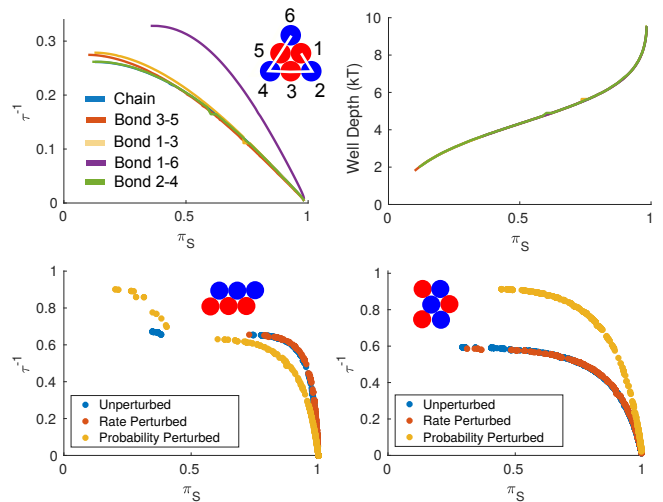 6
5 1
4 3 2
0.3
0.2
0.1
0
τ⁻¹
0 0.5 1
π_S
Chain
Bond 3-5
Bond 1-3
Bond 1-6
Bond 2-4
10
8
6
4
2
0
Well Depth (kT)
0 0.5 1
π_S
1
0.8
0.6
0.4
0.2
0
τ⁻¹
0 0.5 1
π_S
Unperturbed
Rate Perturbed
Probability Perturbed
1
0.8
0.6
0.4
0.2
0
τ⁻¹
0 0.5 1
π_S
Unperturbed
Rate Perturbed
Probability Perturbed